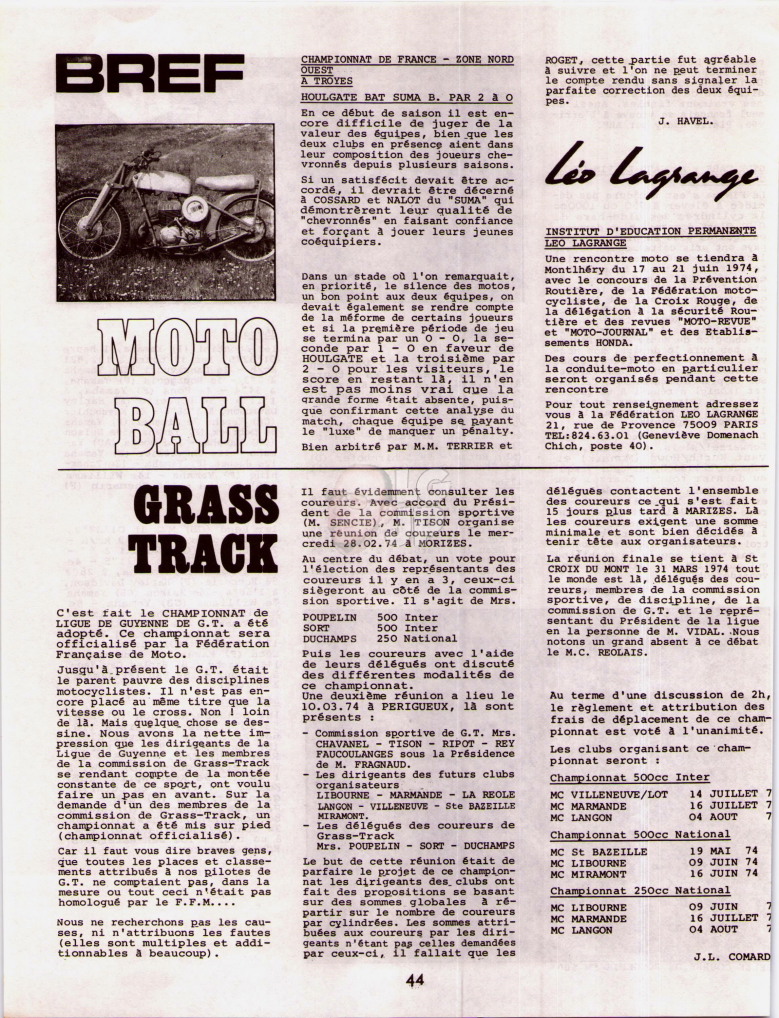 BREF
MOTO
BALL
CHAMPIONNAT DE FRANCE - ZONE NORD
OUEST
A TROYES
HOULGATE BAT SUMA B. PAR 2 à O
En ce début de saison il est en-
core difficile de juger de la
valeur des équipes, bien que les
deux clubs en présence aient dans
leur composition des joueurs che-
vronnés depuis plusieurs saisons.
Si un satisfécit devait être ac-
cordé, il devrait être décerné
à COSSARD et NALOT du "SUMA" qui
démontrèrent leur qualité de
"chevronnés" en faisant confiance
et forçant à jouer leurs jeunes
coéquipiers.
Dans un stade où l'on remarquait,
en priorité, le silence des motos,
un bon point aux deux équipes, on
devait également se rendre compte
de la méforme de certains joueurs
et si la première période de jeu
se termina par un O - O, la se-
conde par 1 - O en faveur de
HOULGATE et la troisième par
2 - O pour les visiteurs, le
score en restant là, il n'en
est pas moins vrai que la
grande forme était absente, puis-
que confirmant cette analyse du
match, chaque équipe se payant
le "luxe" de manquer un pénalty.
Bien arbitré par M.M. TERRIER et
ROGET, cette partie fut agréable
à suivre et l'on ne peut terminer
le compte rendu sans signaler la
parfaite correction des deux équi-
pes.
J. HAVEL.
Léo Lagrange
INSTITUT D'EDUCATION PERMANENTE
LEO LAGRANGE
Une rencontre moto se tiendra à
Montlhéry du 17 au 21 juin 1974,
avec le concours de la Prévention
Routière, de la Fédération moto-
cycliste, de la Croix Rouge, de
la délégation à la sécurité Rou-
tière et des revues "MOTO-REVUE"
et "MOTO-JOURNAL" et des Etablis-
sements HONDA.
Des cours de perfectionnement à
la conduite-moto en particulier
seront organisés pendant cette
rencontre
Pour tout renseignement adressez
vous à la Fédération LEO LAGRANGE
21, rue de Provence 75009 PARIS
TEL:824.63.01 (Geneviève Domenach
Chich, poste 40).
GRASS
TRACK
C'est fait le CHAMPIONNAT de
LIGUE DE GUYENNE DE G.T. a été
adopté. Ce championnat sera
officialisé par la Fédération
Française de Moto.
Jusqu'à présent le G.T. était
le parent pauvre des disciplines
motocyclistes. Il n'est pas en-
core placé au même titre que la
vitesse ou le cross. Non ! loin
de là. Mais quelque chose se des-
sine. Nous avons la nette im-
pression que les dirigeants de la
Ligue de Guyenne et les membres
de la commission de Grass-Track
se rendant compte de la montée
constante de ce sport, ont voulu
faire un pas en avant. Sur la
demande d'un des membres de la
commission de Grass-Track, un
championnat a été mis sur pied
(championnat officialisé).
Car il faut vous dire braves gens,
que toutes les places et classe-
ments attribués à nos pilotes de
G.T. ne comptaient pas, dans la
mesure ou tout ceci n'était pas
homologué par le F.F.M....
Nous ne recherchons pas les cau-
ses, ni n'attribuons les fautes
(elles sont multiples et addi-
tionnables à beaucoup).
Il faut évidemment consulter les
coureurs. Avec accord du Prési-
dent de la commission sportive
(M. SENCIE), M. TISON organise
une réunion de coureurs le mer-
credi 28.02.74 à MORIZES.
Au centre du débat, un vote pour
l'élection des représentants des
coureurs il y en a 3, ceux-ci
siègeront au côté de la commis-
sion sportive. Il s'agit de Mrs.
POUPELIN 500 Inter
SORT 500 Inter
DUCHAMPS 250 National
Puis les coureurs avec l'aide
de leurs délégués ont discuté
des différentes modalités de
ce championnat.
Une deuxième réunion a lieu le
10.03.74 à PERIGUEUX, là sont
présents :
- Commission sportive de G.T. Mrs.
CHAVANEL - TISON - RIPOT - REY
FAUCOULANGES sous la Présidence
de M. FRAGNAUD.
- Les dirigeants des futurs clubs
organisateurs
LIBOURNE - MARMANDE - LA REOLE
LANGON - VILLENEUVE - Ste BAZEILLE
MIRAMONT.
- Les délégués des coureurs de
Grass-Track
Mrs. POUPELIN - SORT - DUCHAMPS
Le but de cette réunion était de
parfaire le projet de ce champion-
nat les dirigeants des clubs ont
fait des propositions se basant
sur des sommes globales à ré-
partir sur le nombre de coureurs
par cylindrées. Les sommes attri-
buées aux coureurs par les diri-
geants n'étant pas celles demandées
par ceux-ci, il fallait que les
délégués contactent l'ensemble
des coureurs ce qui s'est fait
15 jours plus tard à MARIZES. Là
les coureurs exigent une somme
minimale et sont bien décidés à
tenir tête aux organisateurs.
La réunion finale se tient à St
CROIX DU MONT le 31 MARS 1974 tout
le monde est là, délégués des cou-
reurs, membres de la commission
sportive, de discipline, de la
commission de G.T. et le repré-
sentant du Président de la ligue
en la personne de M. VIDAL. Nous
notons un grand absent à ce débat
le M.C. REOLAIS.
Au terme d'une discussion de 2h,
le règlement et attribution des
frais de déplacement de ce cham-
pionnat est voté à l'unanimité.
Les clubs organisant ce cham-
pionnat seront :
Championnat 500cc Inter
MC VILLENEUVE/LOT 14 JUILLET 7
MC MARMANDE 16 JUILLET 7
MC LANGON 04 AOUT 7
Championnat 500cc National
MC St BAZEILLE 19 MAI 74
MC LIBOURNE 09 JUIN 74
MC MIRAMONT 16 JUIN 74
Championnat 250cc National
MC LIBOURNE 09 JUIN 7
MC MARMANDE 16 JUILLET 7
MC LANGON 04 AOUT 7
J.L. COMARD
44